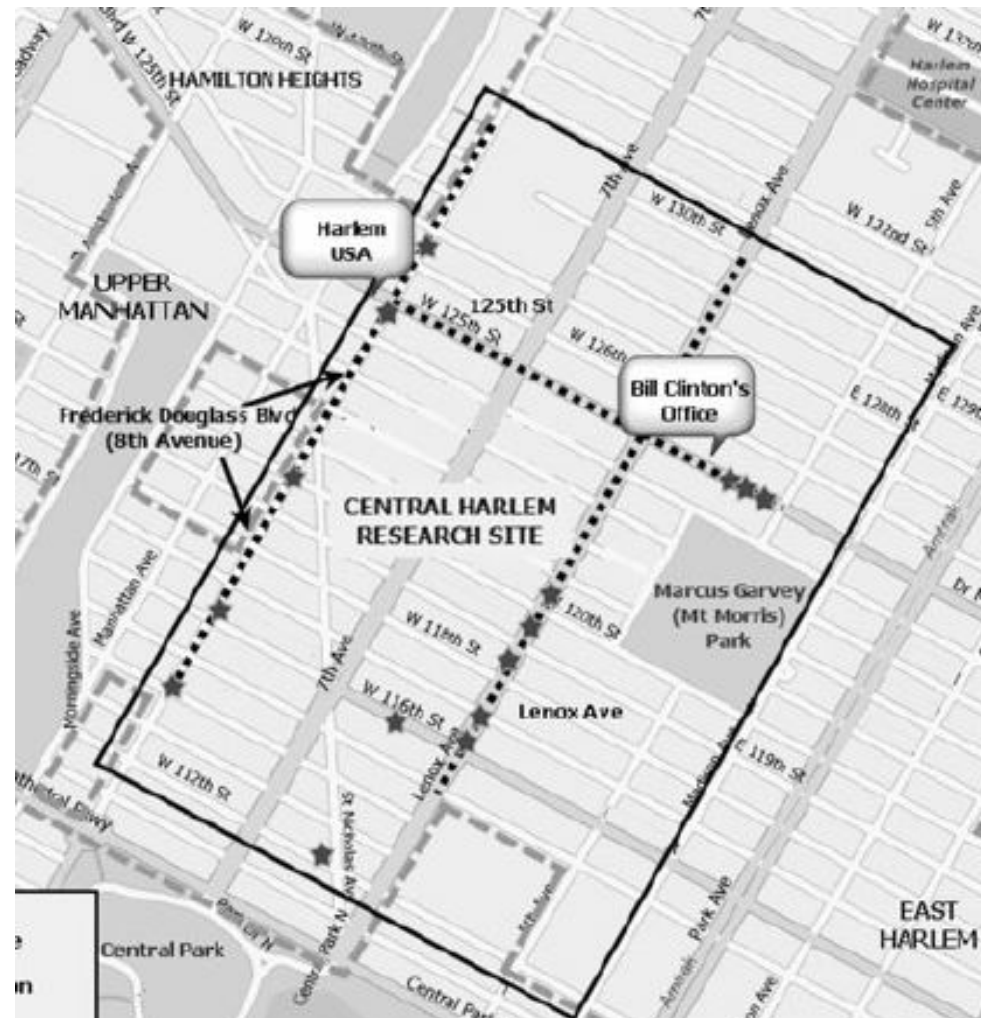 W 125th St
HAMILTON HEIGHTS
7th Ave
Harlem
Hospital
Center
Harlem
USA
W 130th St
Lenox Ave
5th Ave
W 132nd St
UPPER
MANHATTAN
W 125th St
125th St
W 126th
Bill Clinton's
Office
E 128th
E 129th
Frederick Douglass Blvd
(8th Avenue)
CENTRAL HARLEM
RESEARCH SITE
Manhattan Ave
Morningside Ave
Marcus Garvey
(Mt Morris)
Park
W 118th St
120th St
7th Ave
W 116th St
Lenox Ave
Lenox Ave
W 112th St
E 119th St
Madison Ave
St Nicholas Av
Park Ave
Central Park N
Central Park
EAST
HARLEM